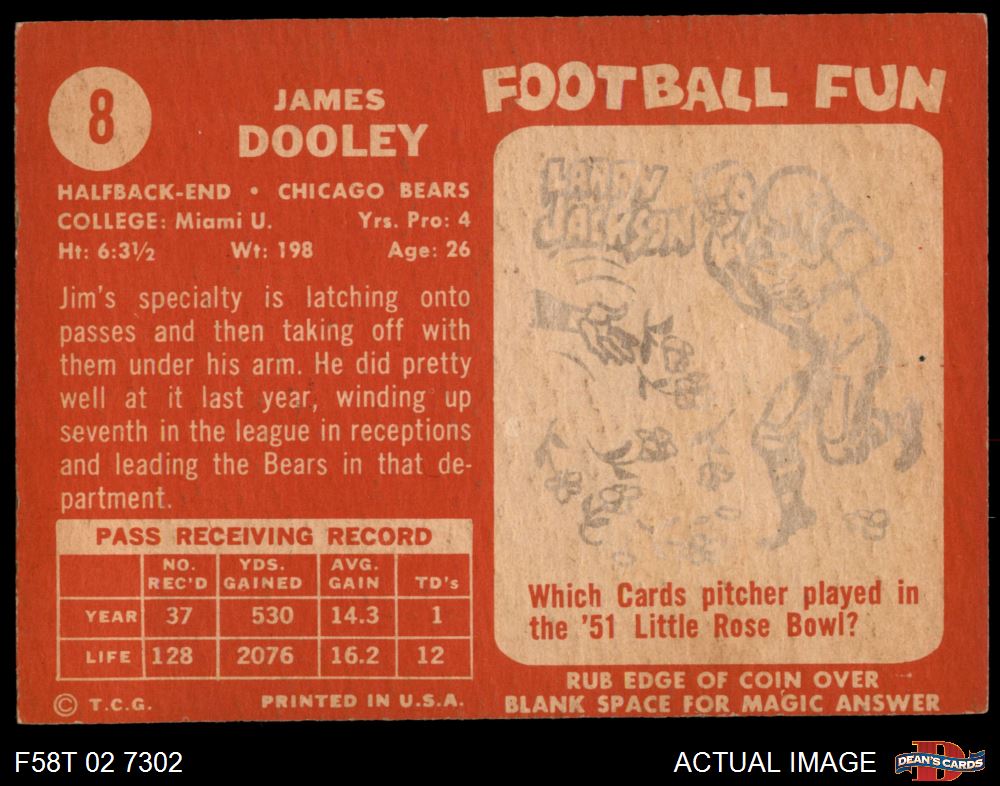 8
JAMES
DOOLEY
HALFBACK-END • CHICAGO BEARS
COLLEGE: Miami U. Yrs. Pro: 4
Ht: 6:3½ Wt: 198 Age: 26
Jim's specialty is latching onto
passes and then taking off with
them under his arm. He did pretty
well at it last year, winding up
seventh in the league in receptions
and leading the Bears in that de-
partment.
PASS RECEIVING RECORD
NO. REC'D YDS. GAINED AVG. GAIN TD's
YEAR 37 530 14.3 1
LIFE 128 2076 16.2 12
© T.C.G. PRINTED IN U.S.A.
FOOTBALL FUN
LARRY
JACKSON
Which Cards pitcher played in
the '51 Little Rose Bowl?
RUB EDGE OF COIN OVER
BLANK SPACE FOR MAGIC ANSWER
F58T 02 7302 ACTUAL IMAGE
DEAN'S CARDS